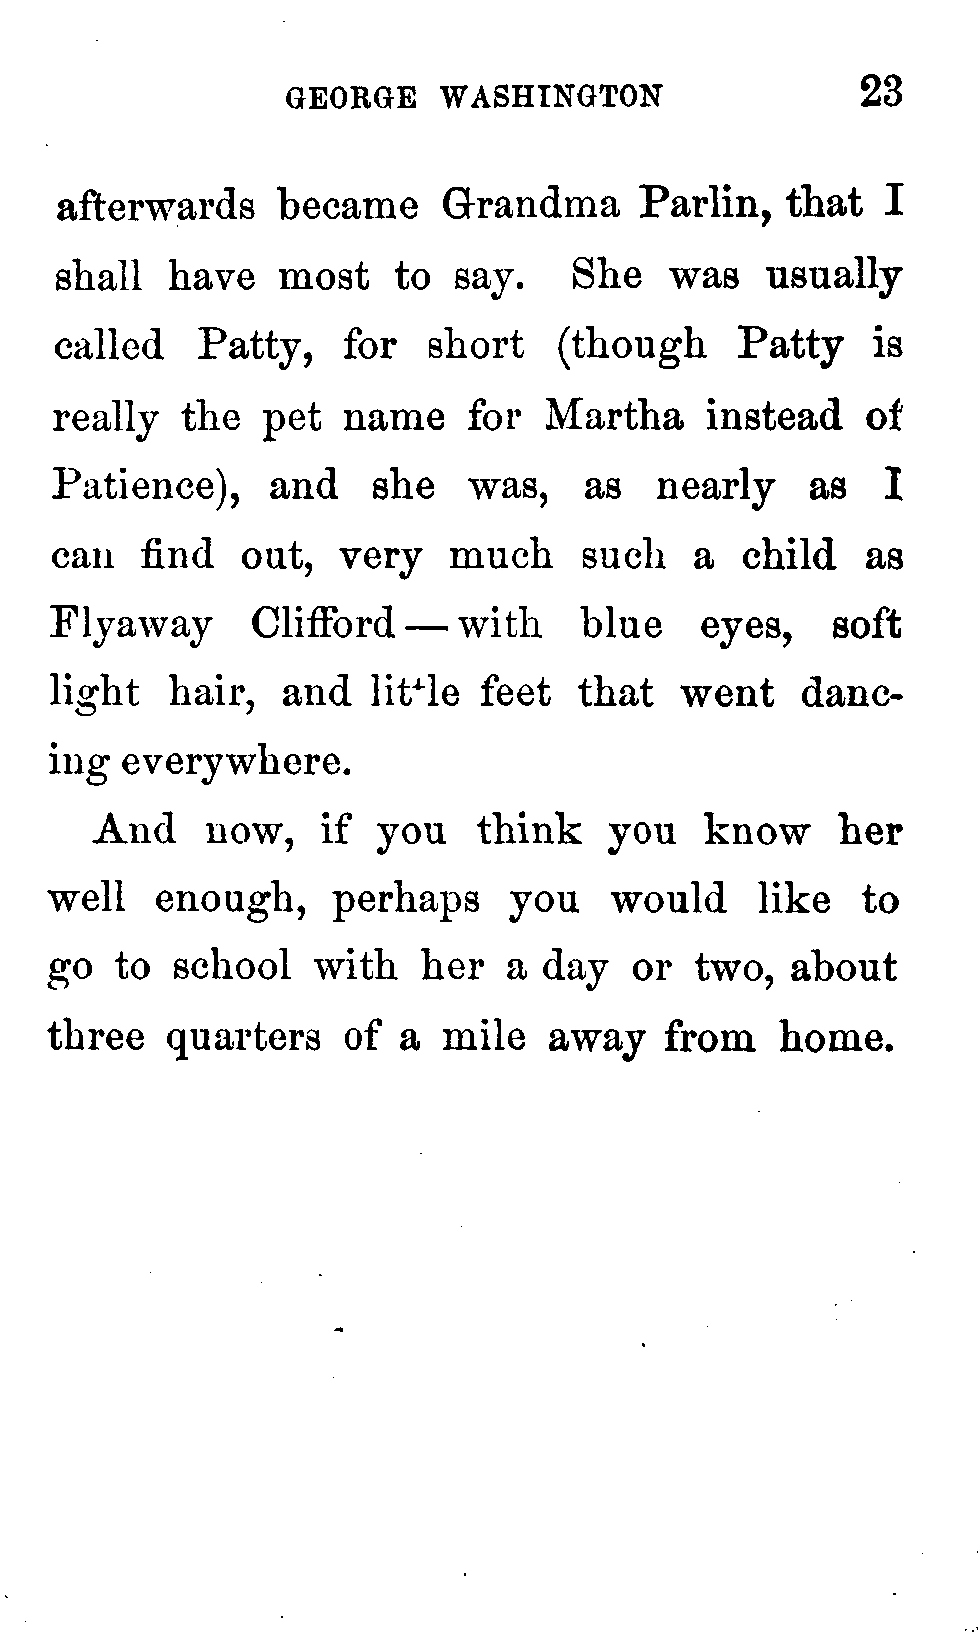 GEORGE WASHINGTON 23
afterwards became Grandma Parlin, that I
shall have most to say. She was usually
called Patty, for short (though Patty is
really the pet name for Martha instead of
Patience), and she was, as nearly as I
can find out, very much such a child as
Flyaway Clifford — with blue eyes, soft
light hair, and little feet that went danc-
ing everywhere.
And now, if you think you know her
well enough, perhaps you would like to
go to school with her a day or two, about
three quarters of a mile away from home.